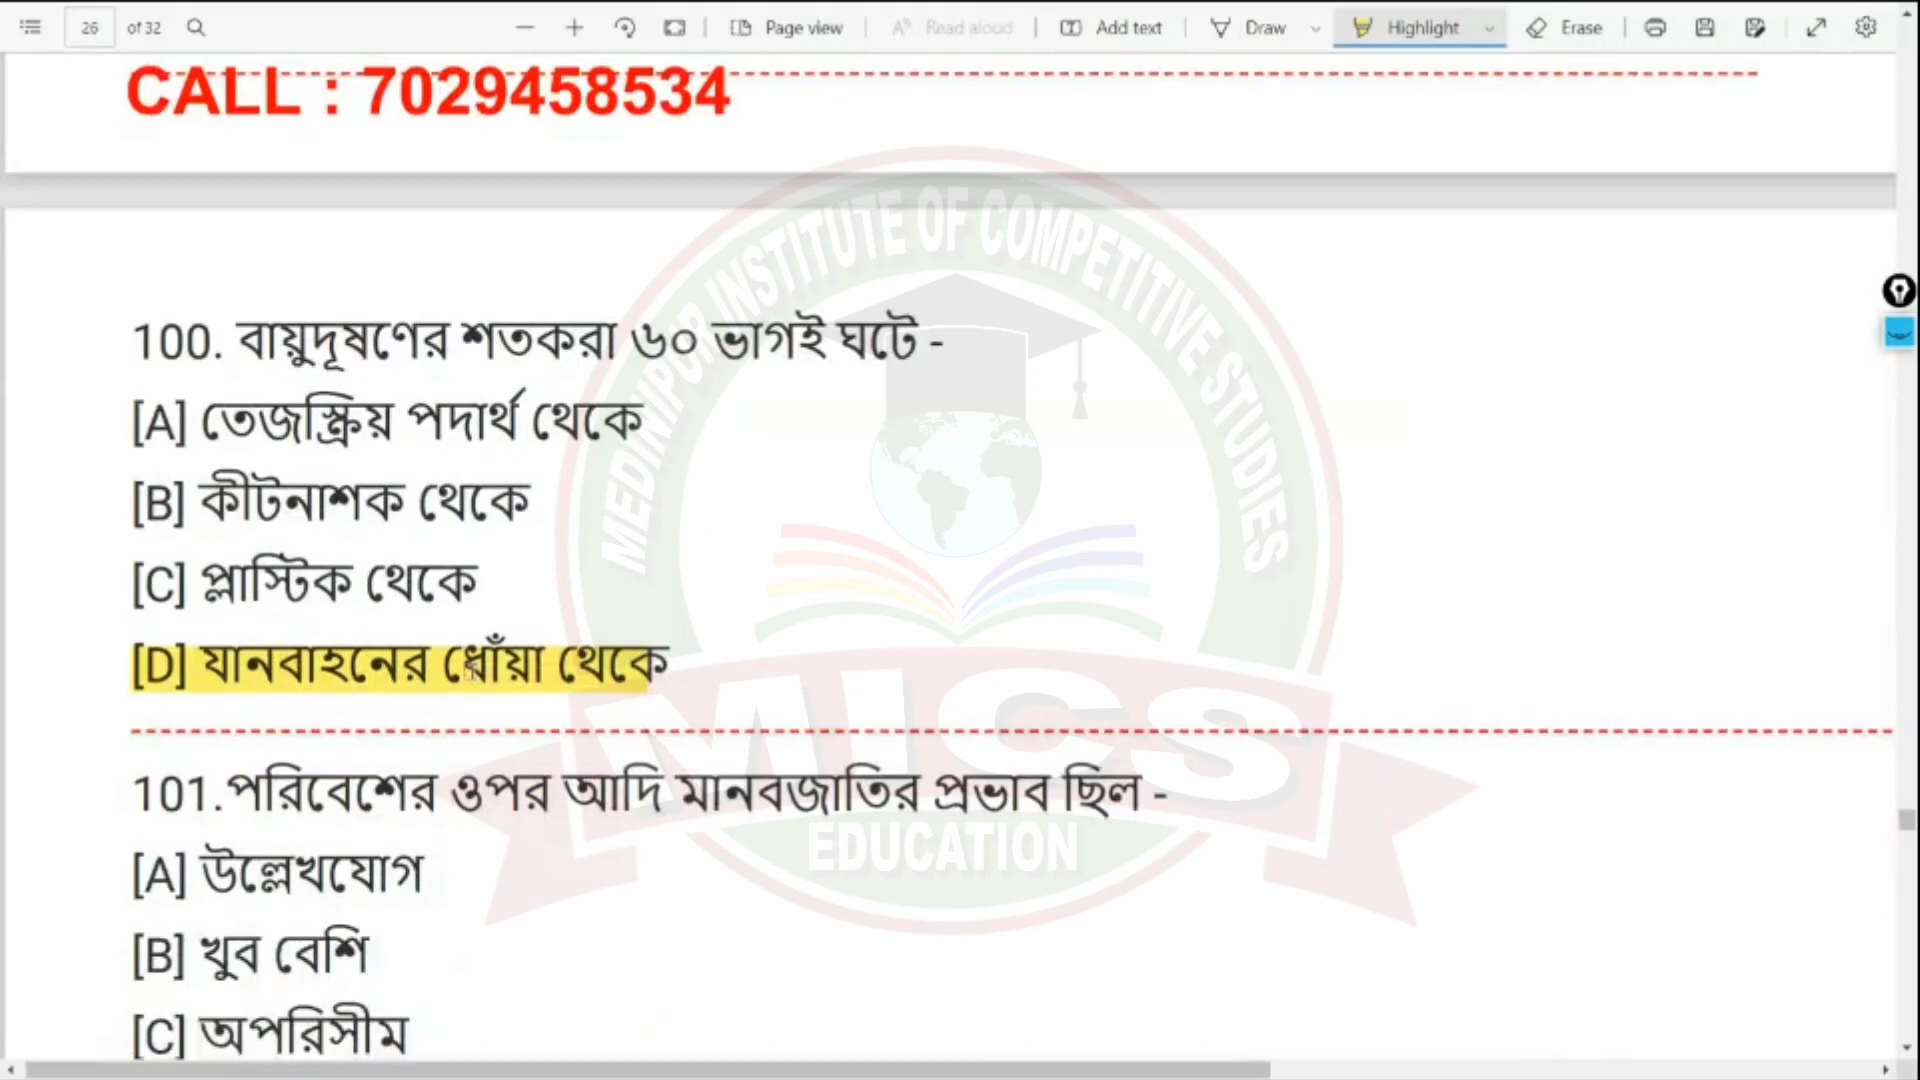 26 of 32 Page view Read aloud Add text Draw Highlight Erase
CALL : 7029458534
MEDINIPUR INSTITUTE OF COMPETITIVE STUDIES
100. বায়ুদূষণের শতকরা ৬০ ভাগই ঘটে -
[A] তেজস্ক্রিয় পদার্থ থেকে
[B] কীটনাশক থেকে
[C] প্লাস্টিক থেকে
[D] যানবাহনের ধোঁয়া থেকে
MICS
101.পরিবেশের ওপর আদি মানবজাতির প্রভাব ছিল -
EDUCATION
[A] উল্লেখযোগ
[B] খুব বেশি
[C] অপরিসীম